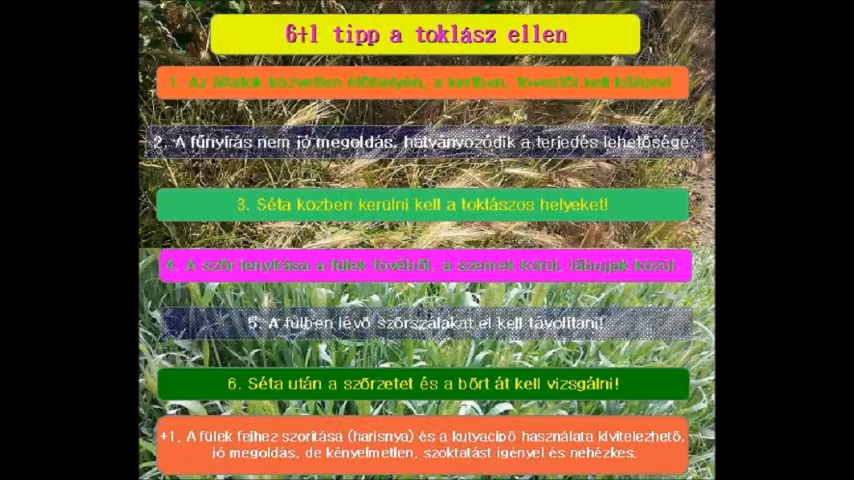 6+1 tipp a toklász ellen
1. Az állatok közvetlen élőhelyén, a kertben, tövestől kell kitépni!
2. A fűnyírás nem jó megoldás, hatványozódik a terjedés lehetősége.
3. Séta közben kerülni kell a toklászos helyeket!
4. A szőr lenyírása a fülek tövéből, a szemek körül, lábujjak közül.
5. A fülben lévő szőrszálakat el kell távolítani!
6. Séta után a szőrzetet és a bőrt át kell vizsgálni!
+1. A fülek fejhez szorítása (harisnya) és a kutyacipő használata kivitelezhető,
jó megoldás, de kényelmetlen, szoktatást igényel és nehézkes.